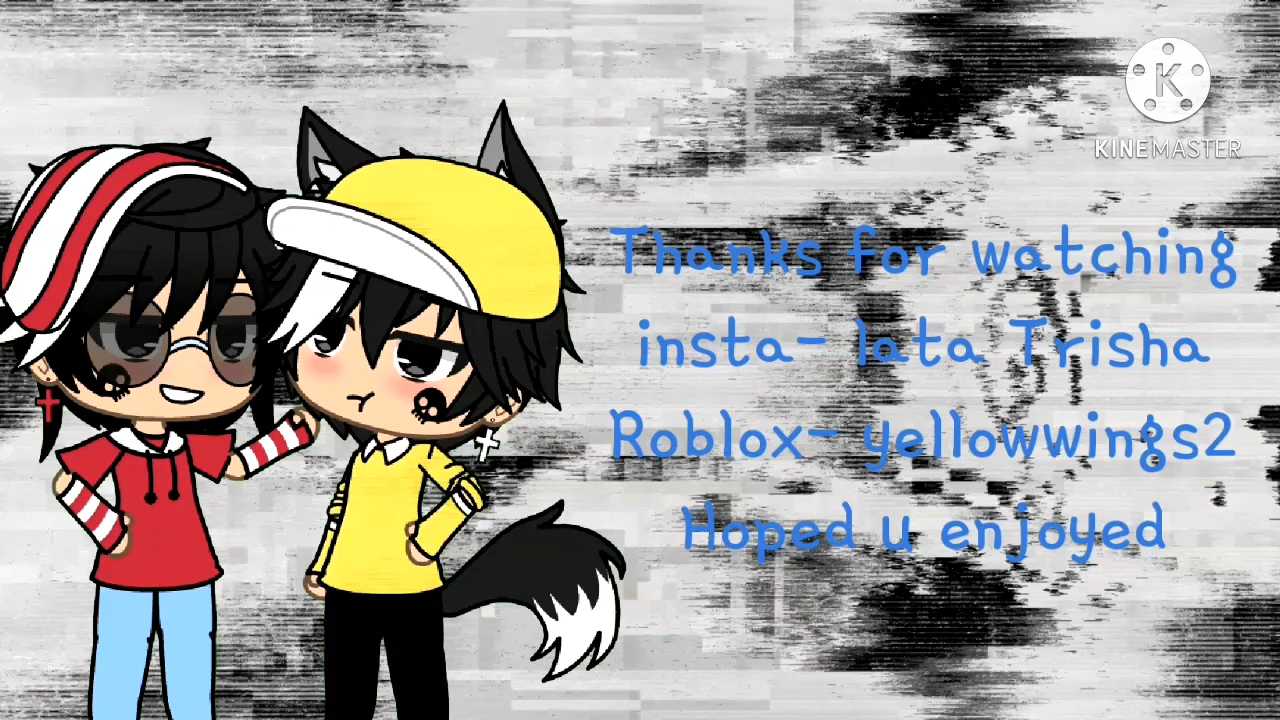 K
KINEMASTER
Thanks for watching
insta- lata Trisha
Roblox- yellowwings2
Hoped u enjoyed